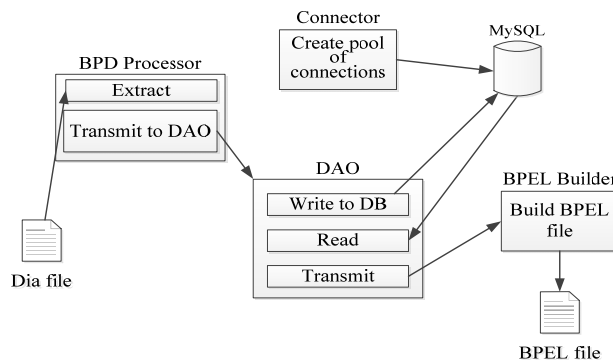 Connector
Create pool
of
connections
MySQL
BPD Processor
Extract
Transmit to DAO
DAO
Write to DB
Read
Transmit
BPEL Builder
Build BPEL
file
Dia file
BPEL file